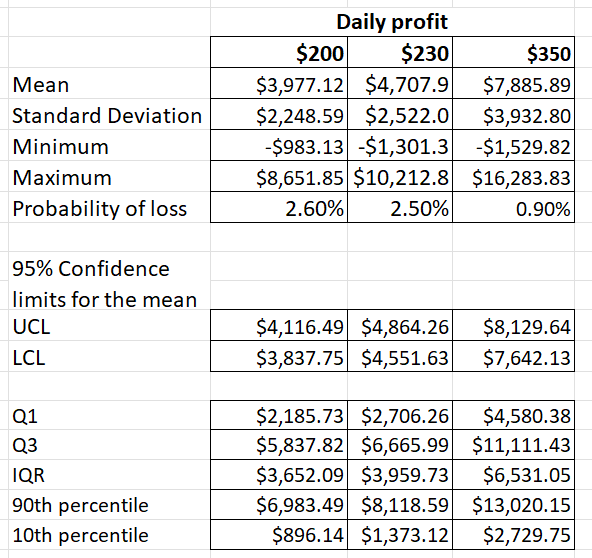 Daily profit
$200 $230 $350
Mean $3,977.12 $4,707.9 $7,885.89
Standard Deviation $2,248.59 $2,522.0 $3,932.80
Minimum -$983.13 -$1,301.3 -$1,529.82
Maximum $8,651.85 $10,212.8 $16,283.83
Probability of loss 2.60% 2.50% 0.90%
95% Confidence
limits for the mean
UCL $4,116.49 $4,864.26 $8,129.64
LCL $3,837.75 $4,551.63 $7,642.13
Q1 $2,185.73 $2,706.26 $4,580.38
Q3 $5,837.82 $6,665.99 $11,111.43
IQR $3,652.09 $3,959.73 $6,531.05
90th percentile $6,983.49 $8,118.59 $13,020.15
10th percentile $896.14 $1,373.12 $2,729.75